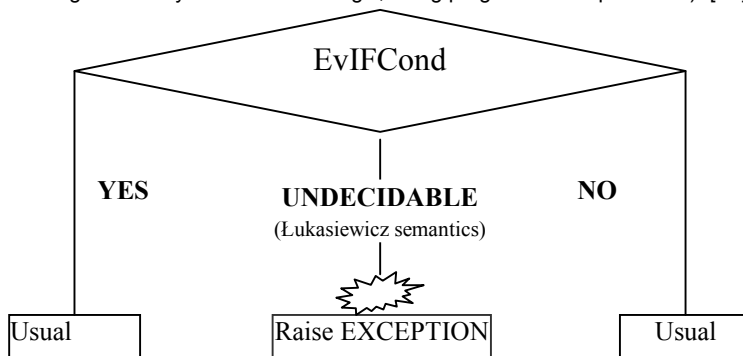 EvIFCond
YES
UNDECIDABLE
NO
(Łukasiewicz semantics)
Usual
Raise EXCEPTION
Usual